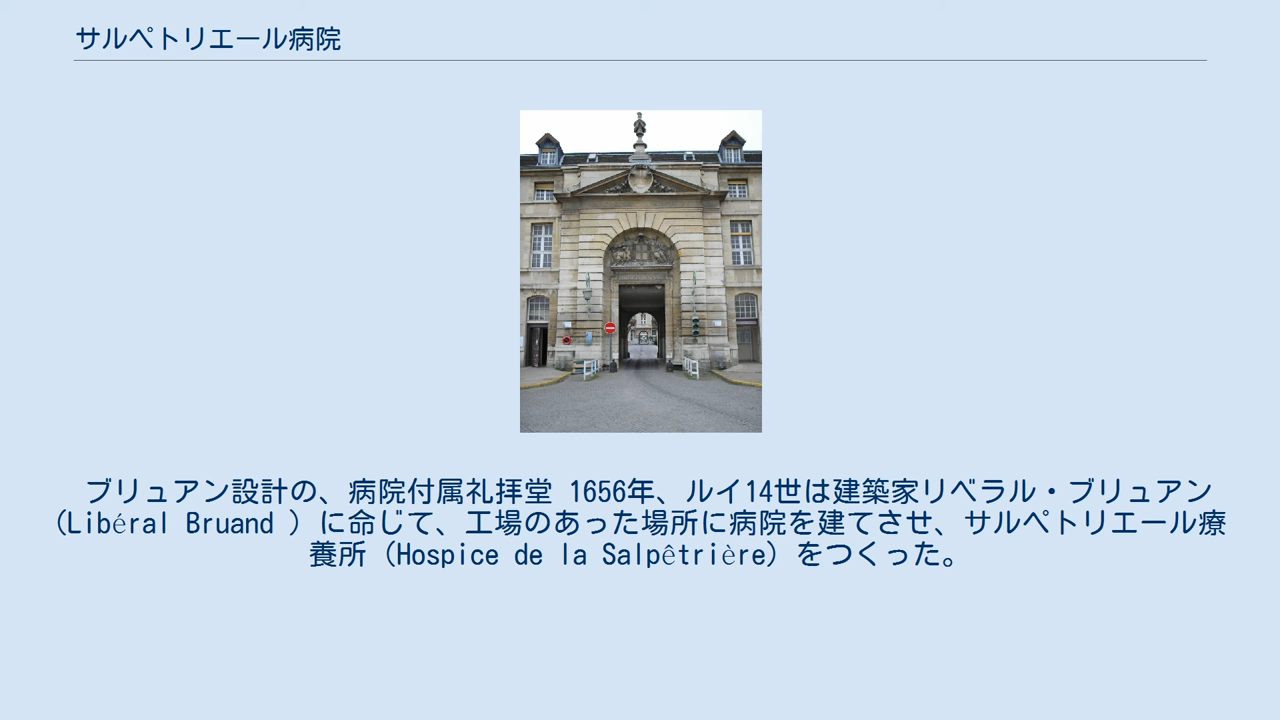 サルペトリエール病院
ブリュアン設計の、病院付属礼拝堂 1656年、ルイ14世は建築家リベラル・ブリュアン
(Libéral Bruand ) に命じて、工場のあった場所に病院を建てさせ、サルペトリエール療
養所 (Hospice de la Salpêtrière) をつくった。